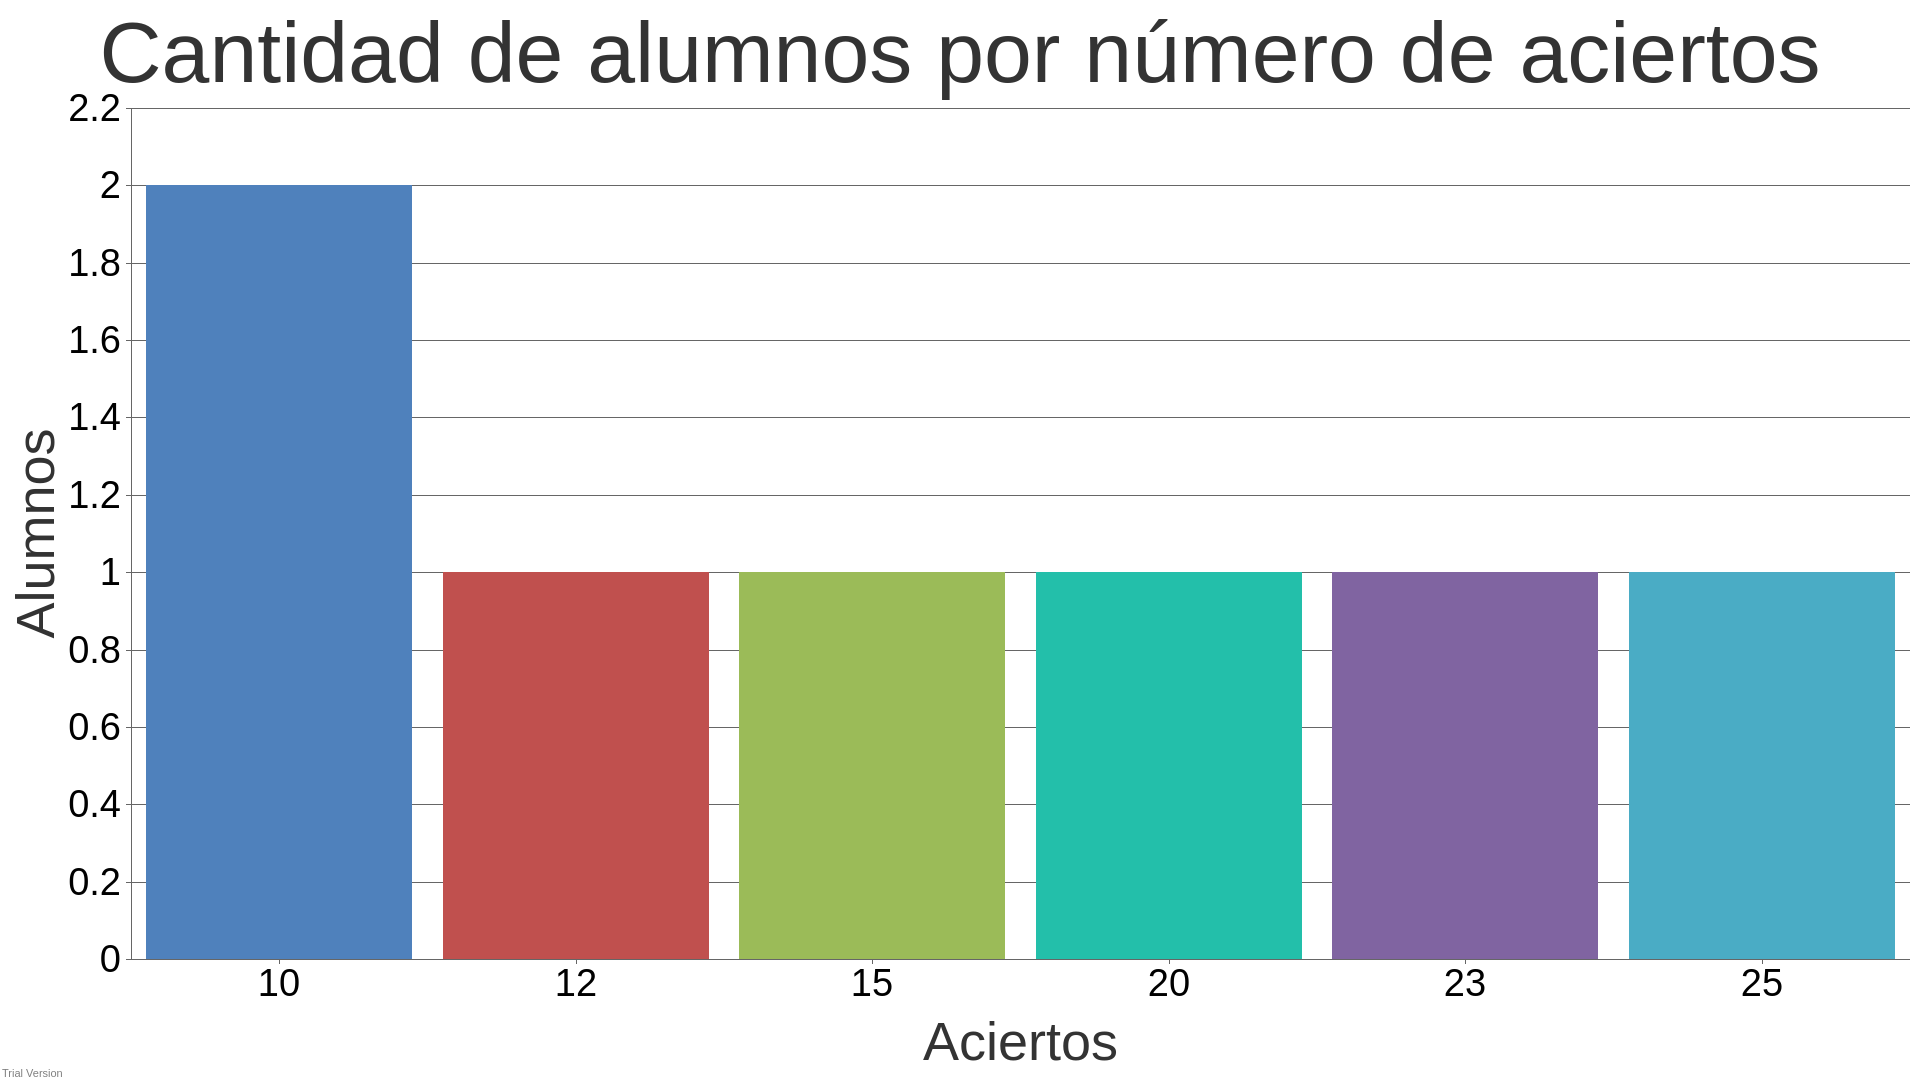 Cantidad de alumnos por número de aciertos
2.2
2
1.8
1.6
1.4
1.2
1
0.8
0.6
0.4
0.2
0
Alumnos
10 12 15 20 23 25
Aciertos
Trial Version